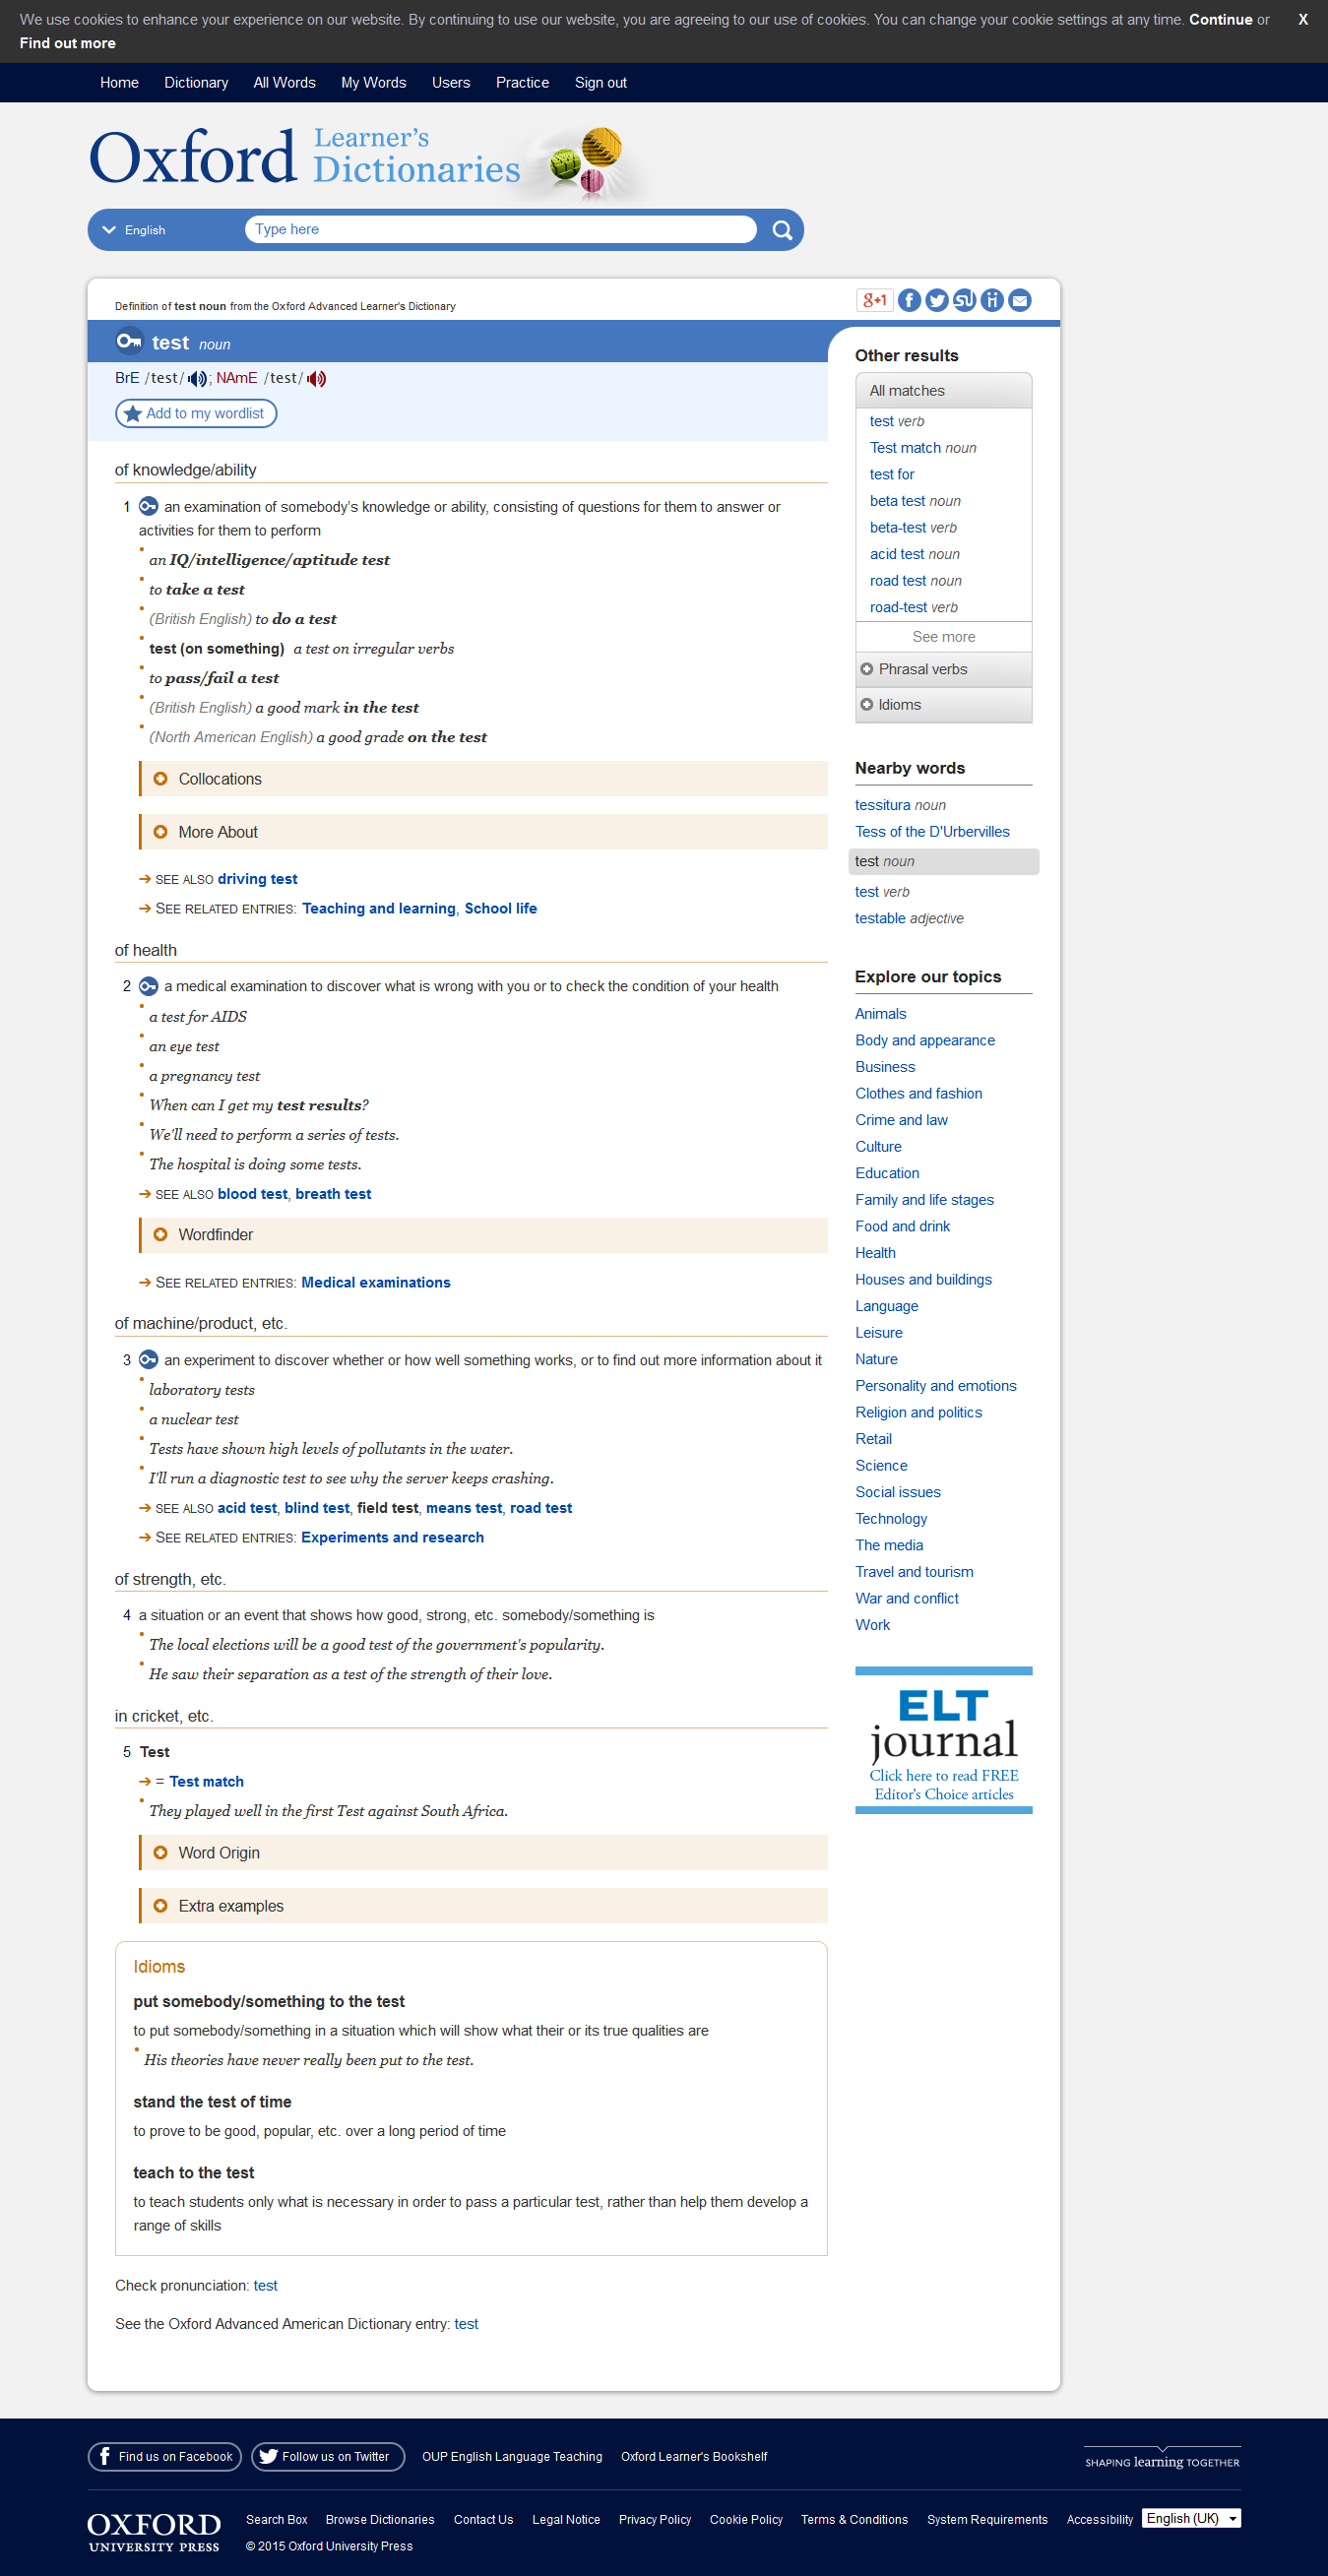 We use cookies to enhance your experience on our website. By continuing to use our website, you are agreeing to our use of cookies. You can change your cookie settings at any time. Continue or
Find out more
X
Home Dictionary All Words My Words Users Practice Sign out
Oxford Learner's Dictionaries
English
Type here
Definition of test noun from the Oxford Advanced Learner's Dictionary
g+1
test noun
BrE /test/ ; NAmE /test/
Add to my wordlist
of knowledge/ability
1 an examination of somebody's knowledge or ability, consisting of questions for them to answer or
activities for them to perform
an IQ/intelligence/aptitude test
to take a test
(British English) to do a test
test (on something) a test on irregular verbs
to pass/fail a test
(British English) a good mark in the test
(North American English) a good grade on the test
Collocations
More About
➔ SEE ALSO driving test
➔ SEE RELATED ENTRIES: Teaching and learning, School life
of health
2 a medical examination to discover what is wrong with you or to check the condition of your health
a test for AIDS
an eye test
a pregnancy test
When can I get my test results?
We'll need to perform a series of tests.
The hospital is doing some tests.
➔ SEE ALSO blood test, breath test
Wordfinder
➔ SEE RELATED ENTRIES: Medical examinations
of machine/product, etc.
3 an experiment to discover whether or how well something works, or to find out more information about it
laboratory tests
a nuclear test
Tests have shown high levels of pollutants in the water.
I'll run a diagnostic test to see why the server keeps crashing.
➔ SEE ALSO acid test, blind test, field test, means test, road test
➔ SEE RELATED ENTRIES: Experiments and research
of strength, etc.
4 a situation or an event that shows how good, strong, etc. somebody/something is
The local elections will be a good test of the government's popularity.
He saw their separation as a test of the strength of their love.
in cricket, etc.
5 Test
➔ = Test match
They played well in the first Test against South Africa.
Word Origin
Extra examples
Idioms
put somebody/something to the test
to put somebody/something in a situation which will show what their or its true qualities are
His theories have never really been put to the test.
stand the test of time
to prove to be good, popular, etc. over a long period of time
teach to the test
to teach students only what is necessary in order to pass a particular test, rather than help them develop a
range of skills
Check pronunciation: test
See the Oxford Advanced American Dictionary entry: test
Other results
All matches
test verb
Test match noun
test for
beta test noun
beta-test verb
acid test noun
road test noun
road-test verb
See more
Phrasal verbs
Idioms
Nearby words
tessitura noun
Tess of the D'Urbervilles
test noun
test verb
testable adjective
Explore our topics
Animals
Body and appearance
Business
Clothes and fashion
Crime and law
Culture
Education
Family and life stages
Food and drink
Health
Houses and buildings
Language
Leisure
Nature
Personality and emotions
Religion and politics
Retail
Science
Social issues
Technology
The media
Travel and tourism
War and conflict
Work
ELT
journal
Click here to read FREE
Editor's Choice articles
Find us on Facebook Follow us on Twitter OUP English Language Teaching Oxford Learner's Bookshelf
SHAPING learning TOGETHER
OXFORD
UNIVERSITY PRESS
Search Box Browse Dictionaries Contact Us Legal Notice Privacy Policy Cookie Policy Terms & Conditions System Requirements Accessibility English (UK)
© 2015 Oxford University Press